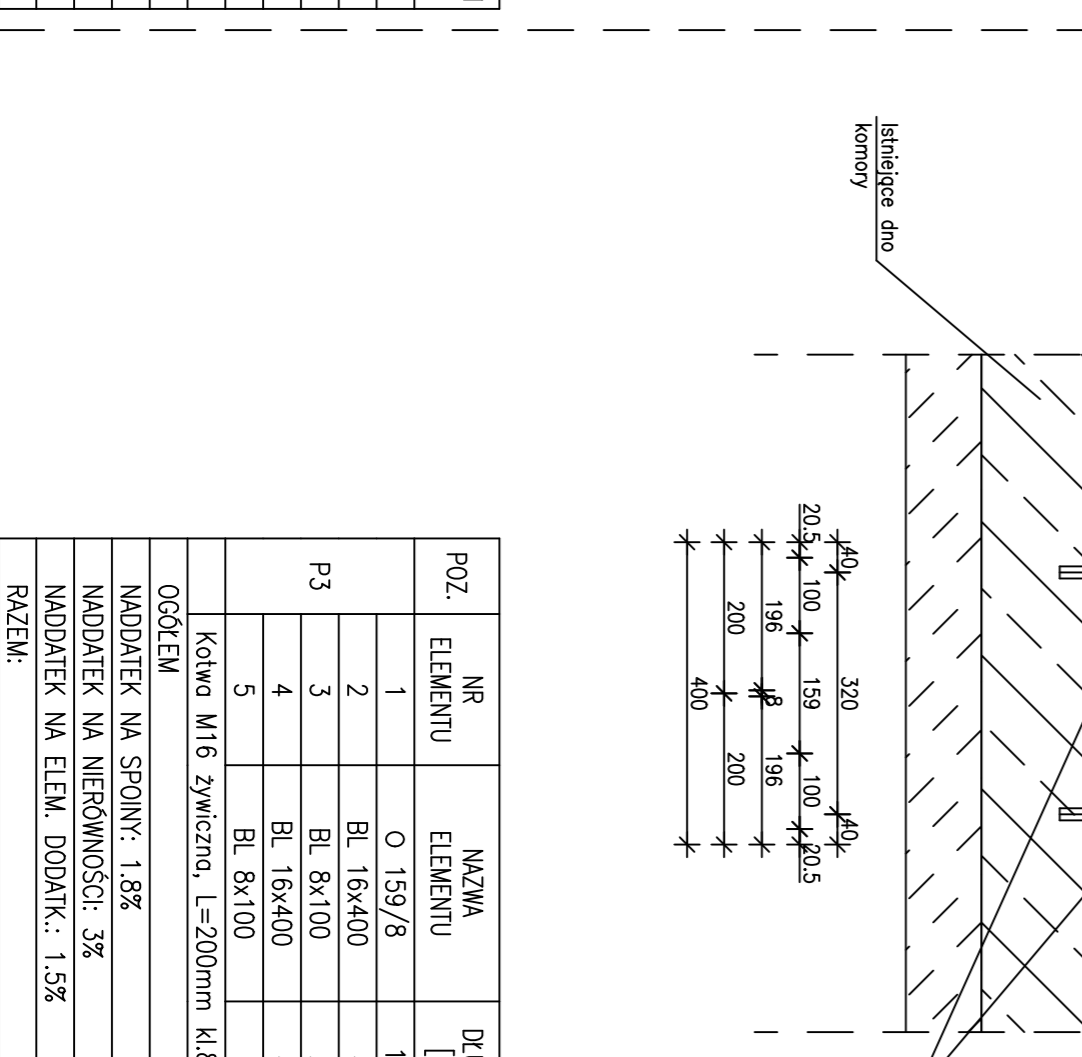 Istniejące dno
komory
40 320 40
20.5 100 159 100 20.5
196 8 196
200 200
400
POZ. NR ELEMENTU NAZWA ELEMENTU
P3
1 O 159/8
2 BL 16x400
3 BL 8x100
4 BL 16x400
5 BL 8x100
Kotwa M16 żywiczna, L=200mm
OGÓŁEM
NADDATEK NA SPOINY: 1.8%
NADDATEK NA NIERÓWNOŚCI: 3%
NADDATEK NA ELEM. DODATK.: 1.5%
RAZEM: